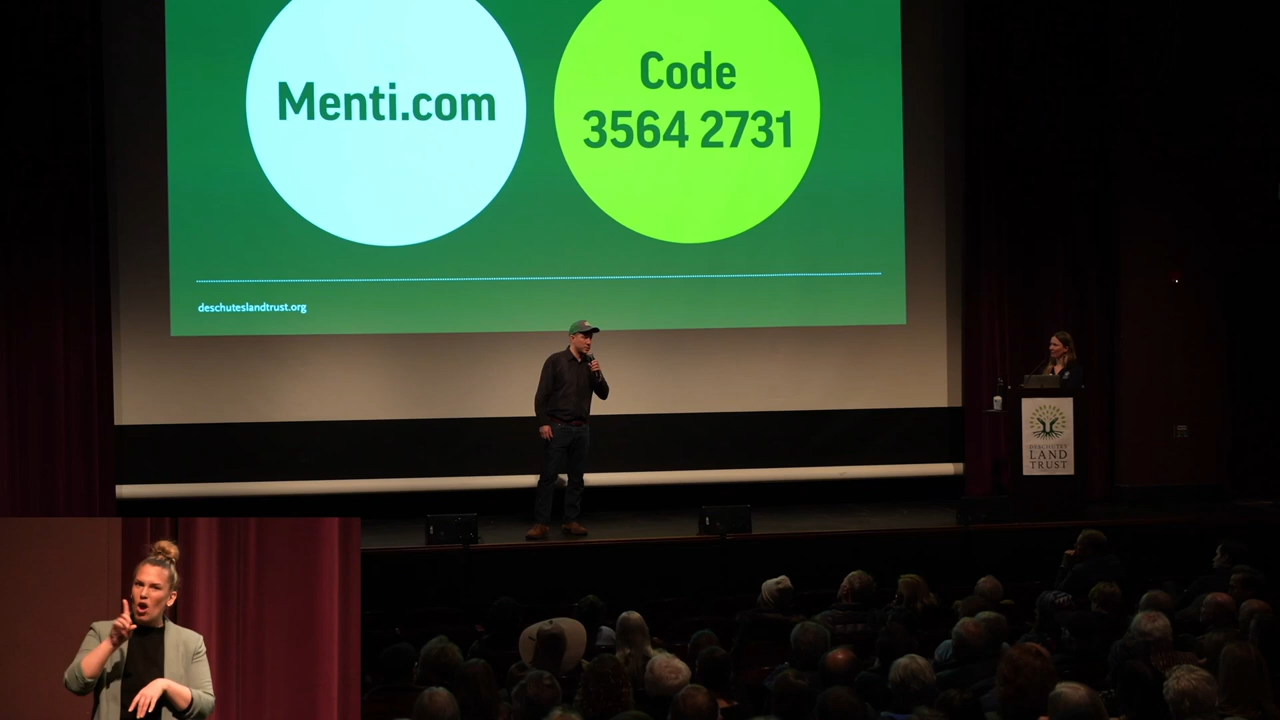 Menti.com
Code
3564 2731
deschuteslandtrust.org
DESCHUTES
LAND
TRUST